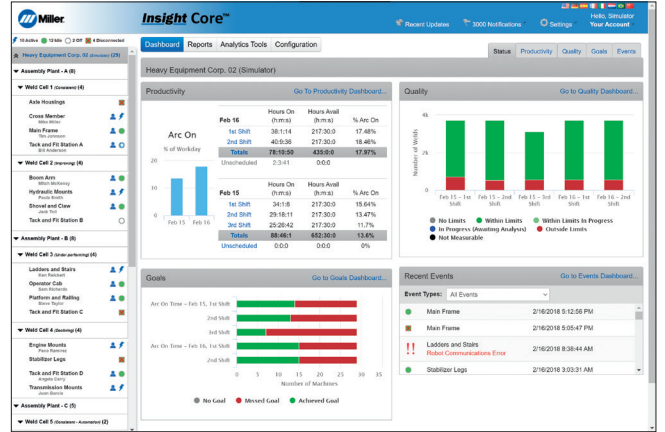 Miller.
Insight Core™
Recent Updates
3000 Notifications
Settings
Hello, Simulator
Your Account
10 Active
13 Idle
2 Off
4 Disconnected
Dashboard Reports Analytics Tools Configuration
Status Productivity Quality Goals Events
Heavy Equipment Corp. 02 (Simulator) (29)
Assembly Plant - A (8)
Weld Cell 1 (Consistent) (4)
Axle Housings
Cross Member
Mike Miller
Main Frame
Tim Johnson
Tack and Fit Station A
Bill Anderson
Weld Cell 2 (Improving) (4)
Boom Arm
Mitch McKenny
Hydraulic Mounts
Paula Smith
Shovel and Claw
Jack Tell
Tack and Fit Station B
Assembly Plant - B (8)
Weld Cell 3 (Under-performing) (4)
Ladders and Stairs
Ken Reichert
Operator Cab
Sam Richards
Platform and Railing
Steve Taylor
Tack and Fit Station C
Weld Cell 4 (Declining) (4)
Engine Mounts
Paco Ramirez
Stabilizer Legs
Tack and Fit Station D
Angela Carry
Transmission Mounts
Juan Garcia
Assembly Plant - C (5)
Weld Cell 5 (Consistent - Automation) (2)
Heavy Equipment Corp. 02 (Simulator)
Productivity
Go To Productivity Dashboard...
Arc On
% of Workday
20
10
0
Feb 15 Feb 16
Feb 16 Hours On (h:m:s) Hours Avail (h:m:s) % Arc On
1st Shift 38:1:14 217:30:0 17.48%
2nd Shift 40:9:36 217:30:0 18.46%
Totals 78:10:50 435:0:0 17.97%
Unscheduled 2:3:41 0:0:0
Feb 15 Hours On (h:m:s) Hours Avail (h:m:s) % Arc On
1st Shift 34:1:8 217:30:0 15.64%
2nd Shift 29:18:11 217:30:0 13.47%
3rd Shift 25:26:42 217:30:0 11.7%
Totals 88:46:1 652:30:0 13.6%
Unscheduled 0:0:0 0:0:0 0%
Quality
Go to Quality Dashboard...
Number of Welds
4k
2k
0
Feb 15 - 1st Shift
Feb 15 - 2nd Shift
Feb 15 - 3rd Shift
Feb 16 - 1st Shift
Feb 16 - 2nd Shift
No Limits Within Limits Within Limits In Progress
In Progress (Awaiting Analysis) Outside Limits
Not Measurable
Goals
Go to Goals Dashboard...
Arc On Time - Feb 15, 1st Shift
2nd Shift
3rd Shift
Arc On Time - Feb 16, 1st Shift
2nd Shift
0 5 10 15 20 25 30 35
Number of Machines
No Goal Missed Goal Achieved Goal
Recent Events
Go to Events Dashboard...
Event Types: All Events
Main Frame 2/16/2018 5:12:56 PM
Main Frame 2/16/2018 5:05:47 PM
!! Ladders and Stairs 2/16/2018 8:38:44 AM
Robot Communications Error
Stabilizer Legs 2/16/2018 3:03:31 AM